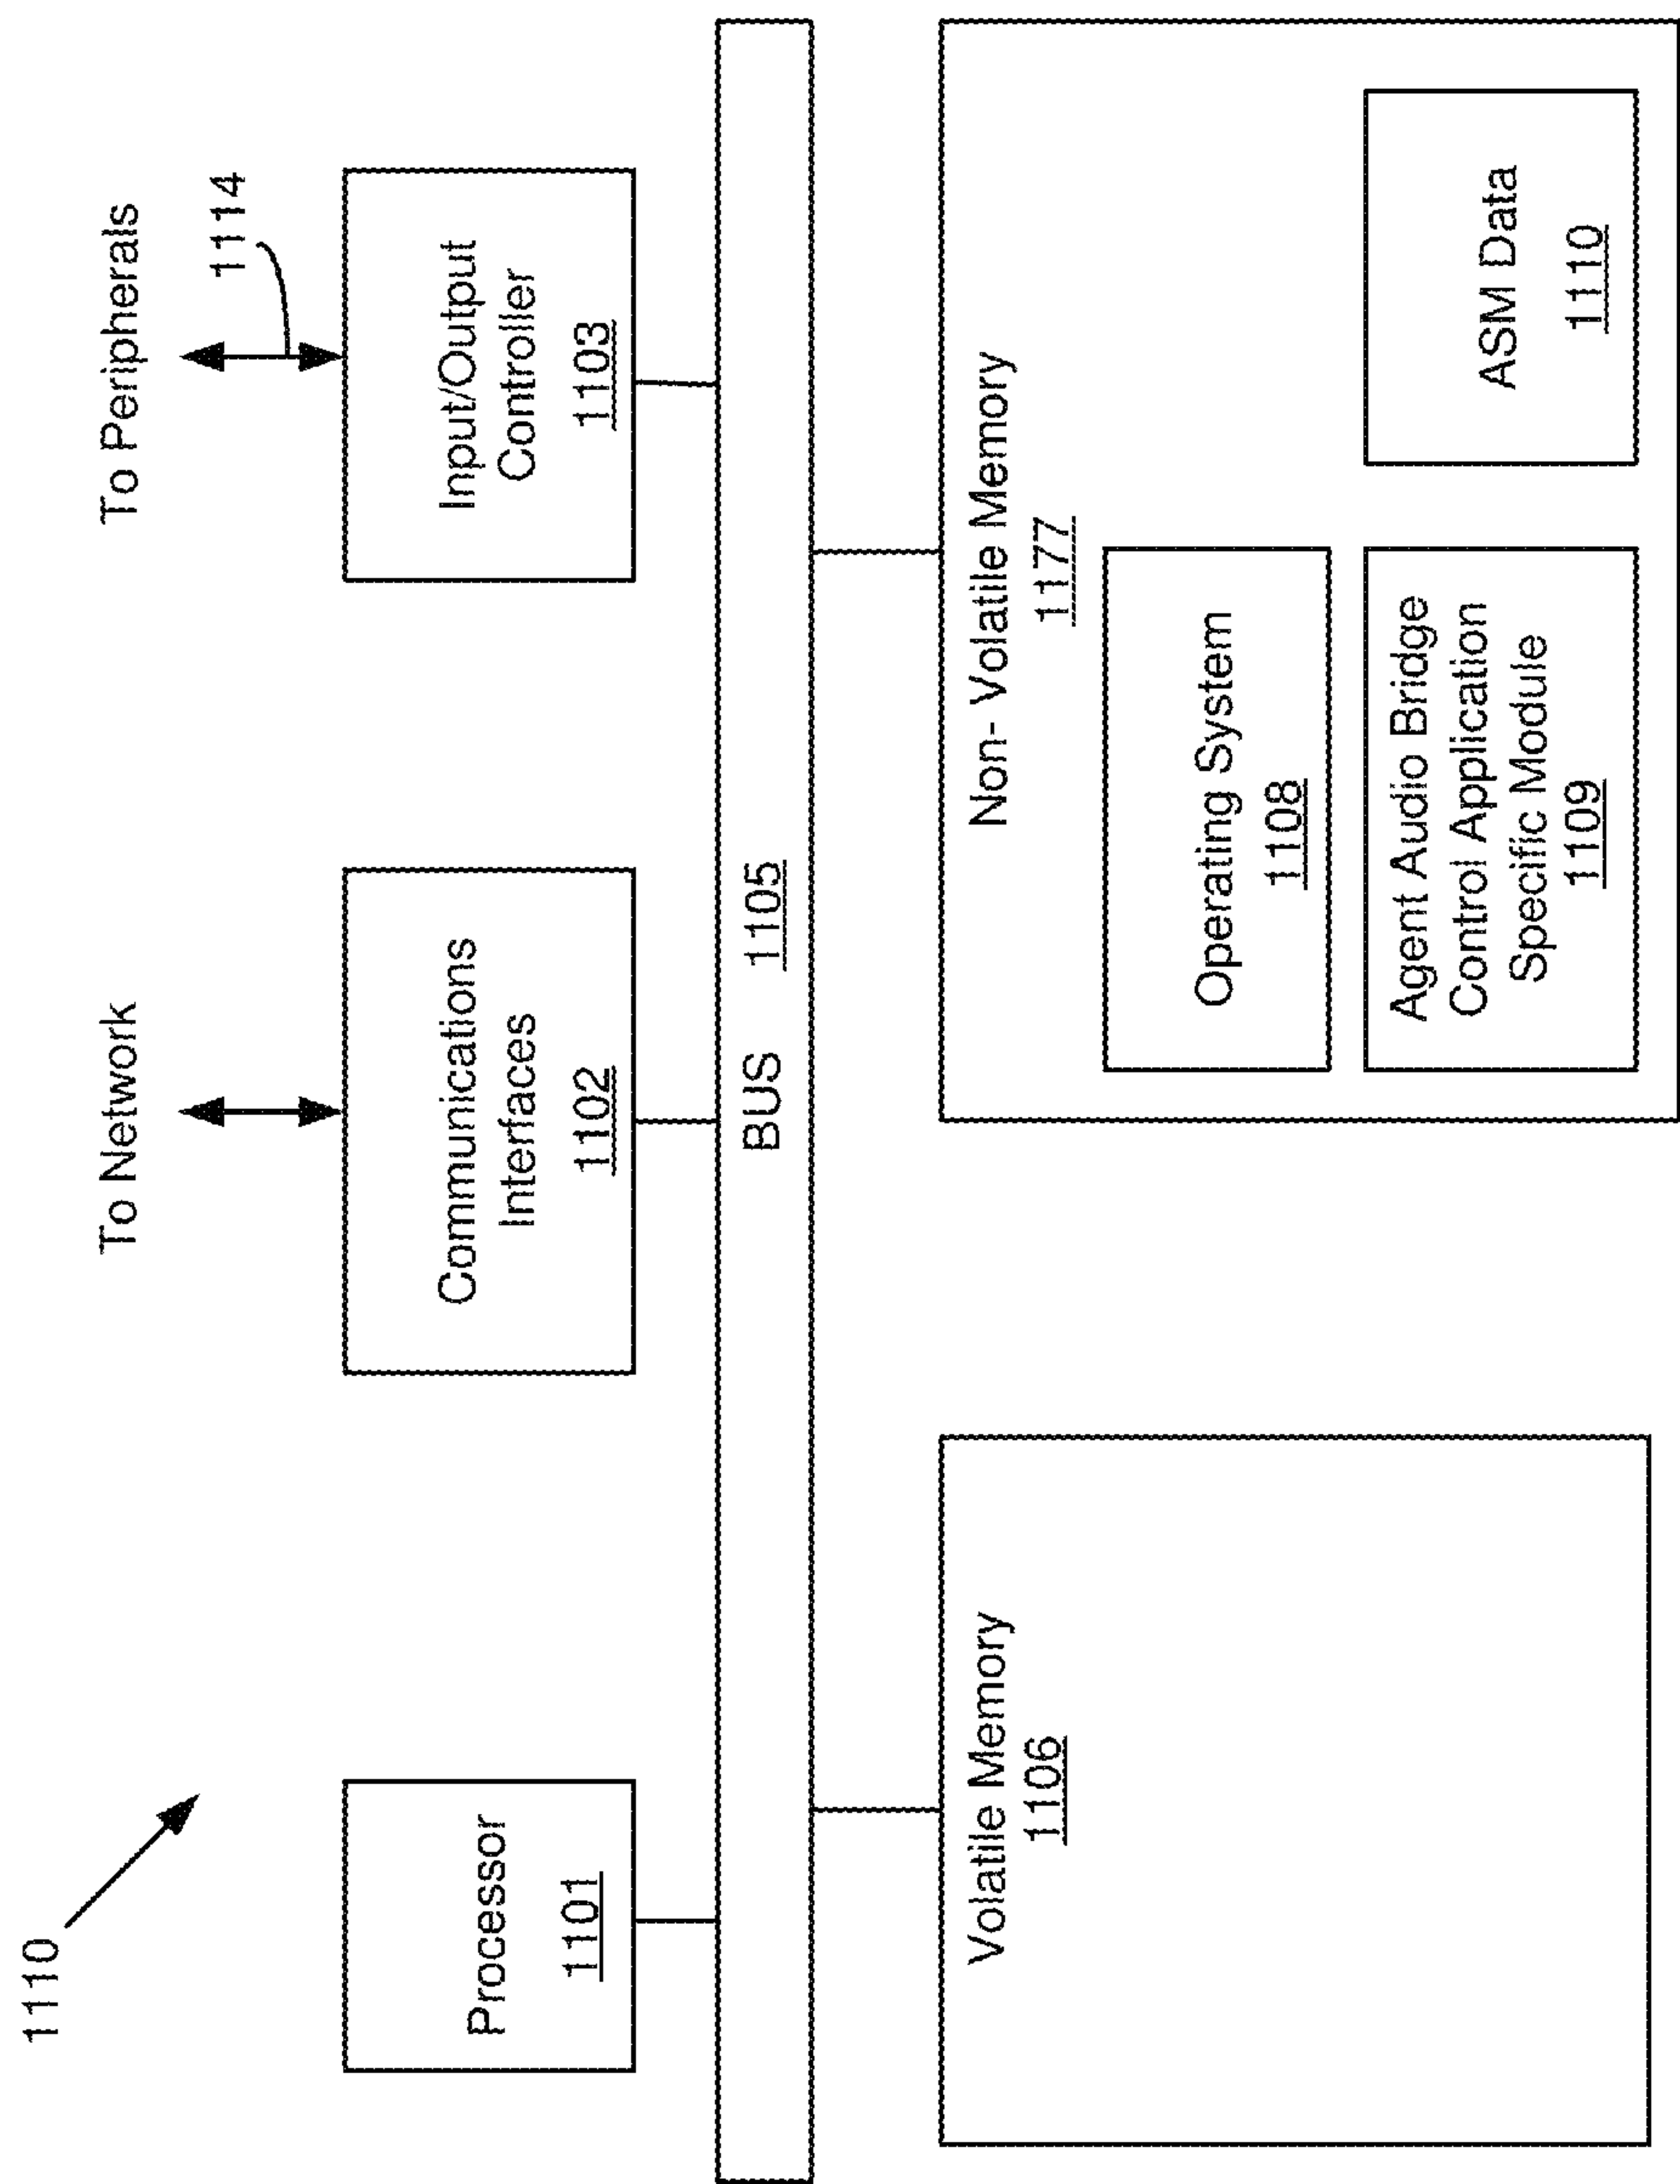 1110
To Network
To Peripherals
1114
Processor
1101
Communications
Interfaces
1102
Input/Output
Controller
1103
BUS 1105
Volatile Memory
1106
Non- Volatile Memory
1177
Operating System
1108
Agent Audio Bridge
Control Application
Specific Module
1109
ASM Data
1110